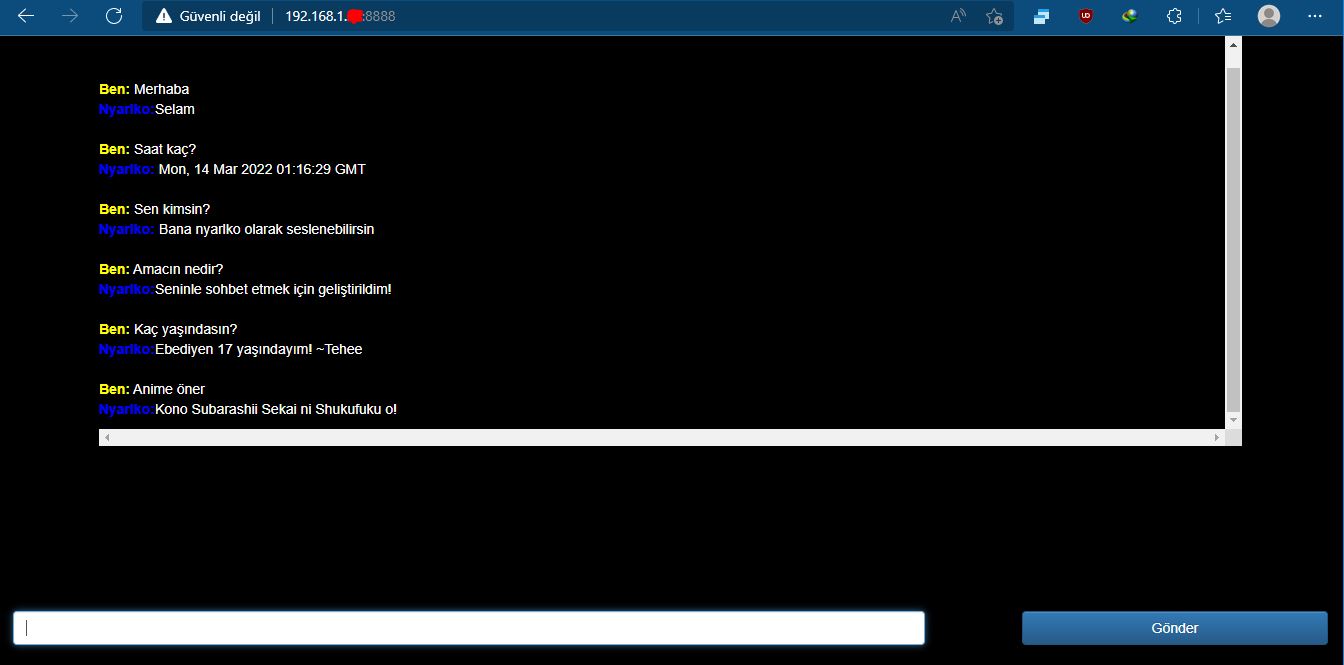 Güvenli değil
192.168.1. :8888
Ben: Merhaba
Nyarlko:Selam
Ben: Saat kaç?
Nyarlko: Mon, 14 Mar 2022 01:16:29 GMT
Ben: Sen kimsin?
Nyarlko: Bana nyarlko olarak seslenebilirsin
Ben: Amacın nedir?
Nyarlko:Seninle sohbet etmek için geliştirildim!
Ben: Kaç yaşındasın?
Nyarlko:Ebediyen 17 yaşındayım! ~Tehee
Ben: Anime öner
Nyarlko:Kono Subarashii Sekai ni Shukufuku o!
Gönder